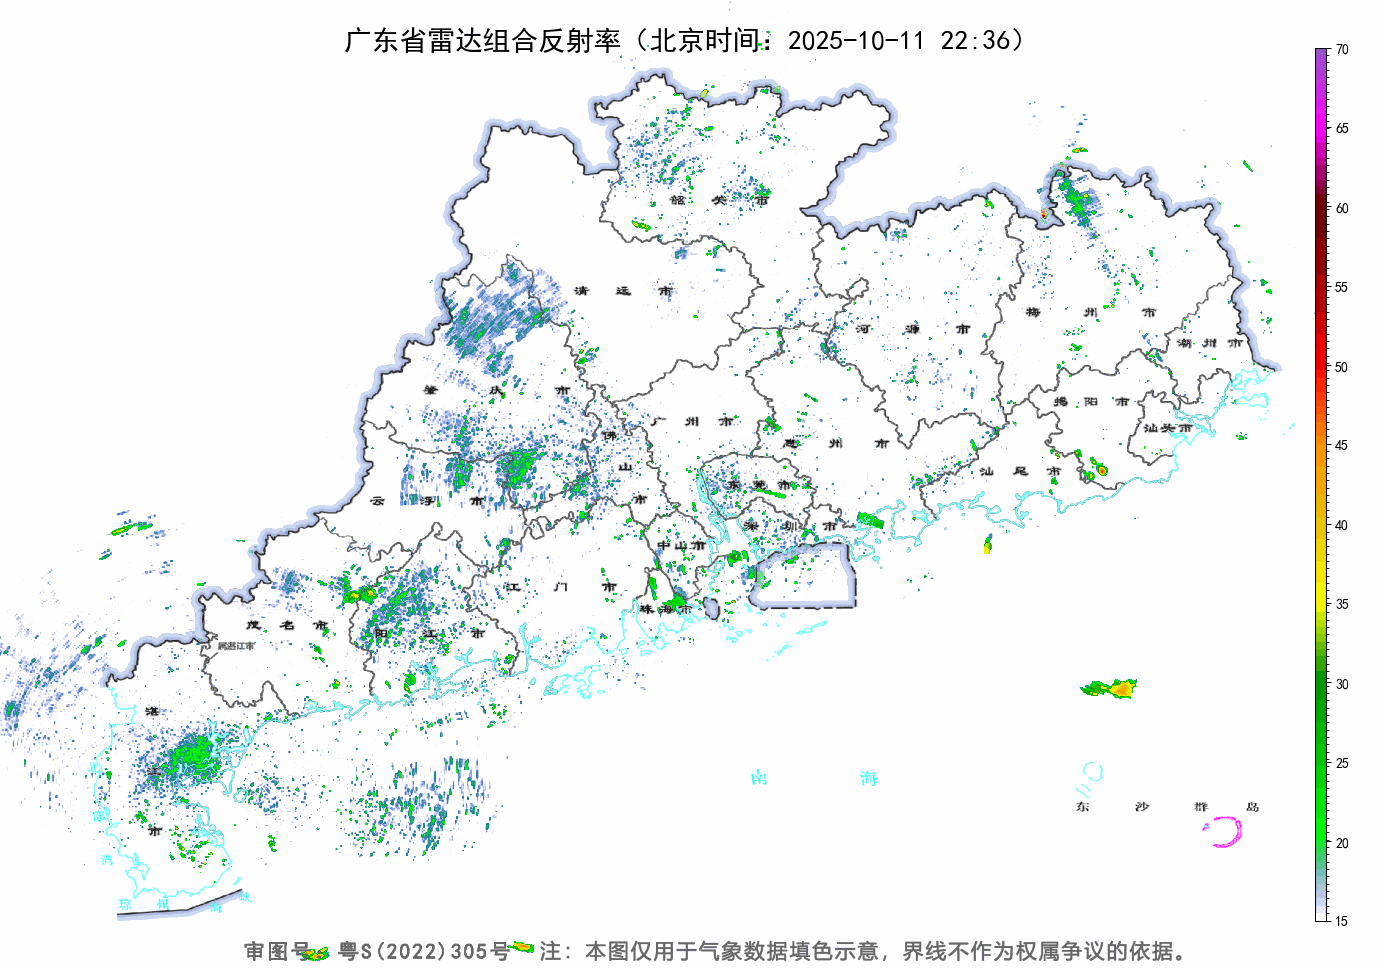 广东省雷达组合反射率（北京时间：2025-10-11 22:36）
70
65
60
55
50
45
40
35
30
25
20
15
韶 关 市
清 远 市
河 源 市
梅 州 市
潮 州 市
肇 庆 市
广 州 市
佛 山 市
惠 州 市
揭 阳 市
汕头市
汕 尾 市
云 浮 市
东 莞 市
深 圳 市
中山市
江 门 市
珠海市
茂 名 市
属湛江市
阳 江 市
湛 江 市
南 海
东 沙 群 岛
湾
琼 州 海 峡
审图号 粤S(2022)305号 注：本图仅用于气象数据填色示意，界线不作为权属争议的依据。